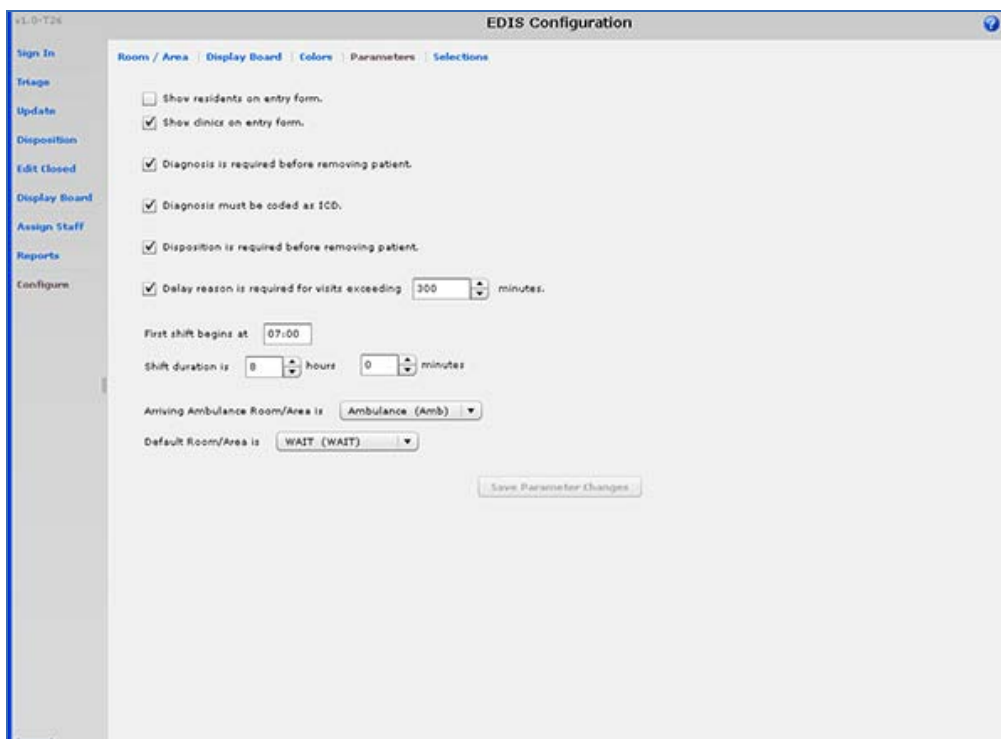 v1.0-T26
EDIS Configuration
Sign In
Triage
Update
Disposition
Edit Closed
Display Board
Assign Staff
Reports
Configure
Room / Area | Display Board | Colors | Parameters | Selections
Show residents on entry form.
Show clinics on entry form.
Diagnosis is required before removing patient.
Diagnosis must be coded as ICD.
Disposition is required before removing patient.
Delay reason is required for visits exceeding 300 minutes.
First shift begins at 07:00
Shift duration is 8 hours 0 minutes
Arriving Ambulance Room/Area is Ambulance (Amb)
Default Room/Area is WAIT (WAIT)
Save Parameter Changes